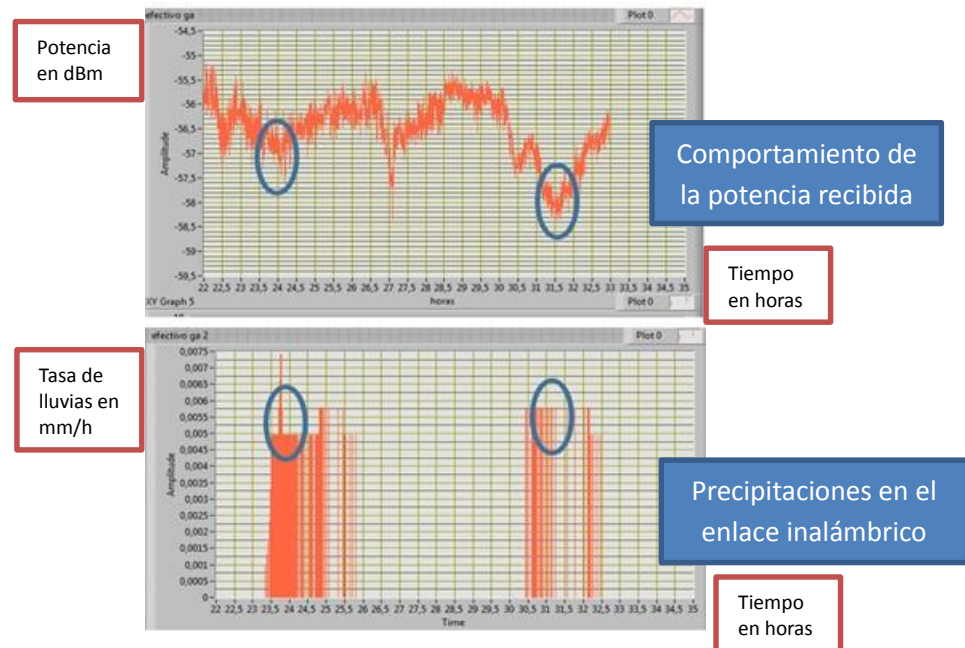 efectivo ga
Plot 0
Potencia
en dBm
-54,5
-55
-55,5
-56
-56,5
-57
-57,5
-58
-58,5
-59
-59,5
Amplitude
22 22,5 23 23,5 24 24,5 25 25,5 26 26,5 27 27,5 28 28,5 29 29,5 30 30,5 31 31,5 32 32,5 33 33,5 34 34,5 35
horas
Comportamiento de
la potencia recibida
Tiempo
en horas
XY Graph 5
Plot 0
efectivo ga 2
Plot 0
Tasa de
lluvias en
mm/h
0,0075
0,007
0,0065
0,006
0,0055
0,005
0,0045
0,004
0,0035
0,003
0,0025
0,002
0,0015
0,001
0,0005
0
Amplitude
22 22,5 23 23,5 24 24,5 25 25,5 26 26,5 27 27,5 28 28,5 29 29,5 30 30,5 31 31,5 32 32,5 33 33,5 34 34,5 35
Time
Precipitaciones en el
enlace inalámbrico
Tiempo
en horas